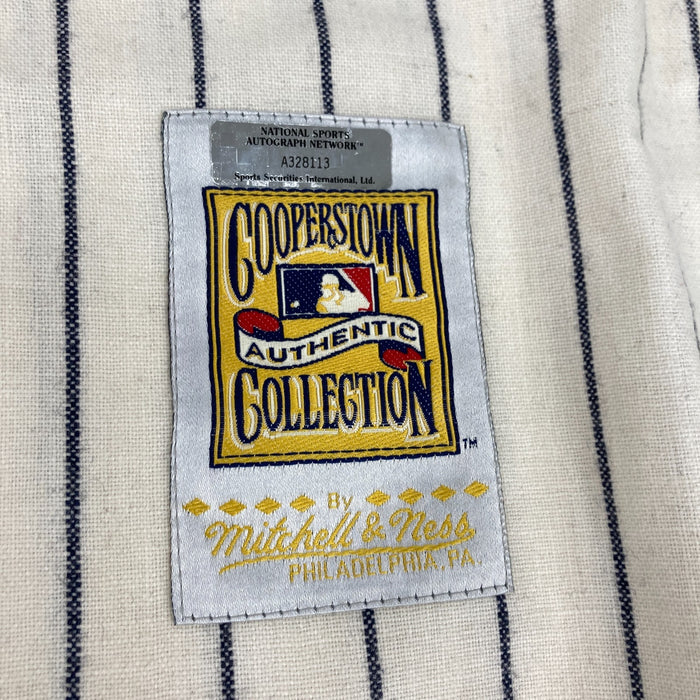 NATIONAL SPORTS
AUTOGRAPH NETWORK™
A328113
Sports Securities International, Ltd.
COOPERSTOWN
AUTHENTIC
COLLECTION
TM
By
Mitchell & Ness
PHILADELPHIA, PA.